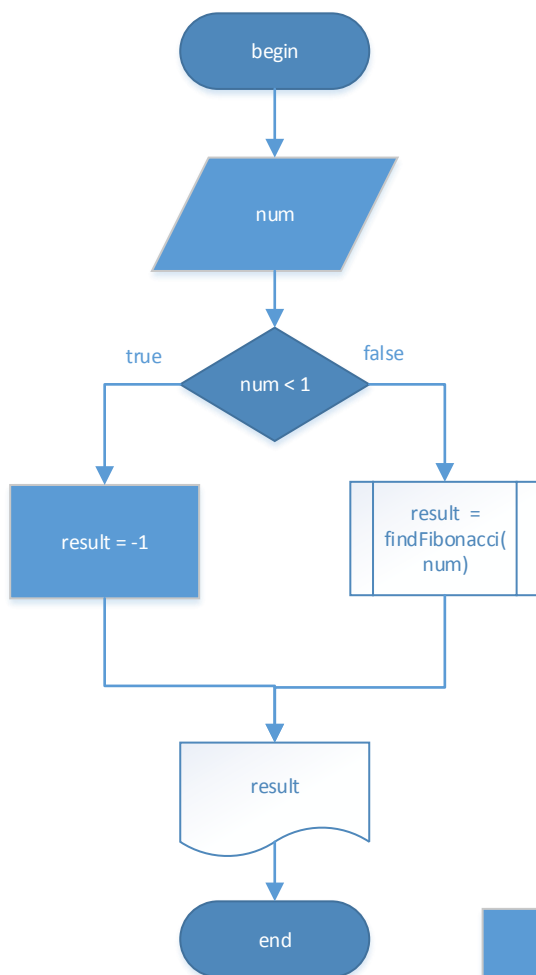 begin
num
true
false
num < 1
result = -1
result =
findFibonacci(
num)
result
end